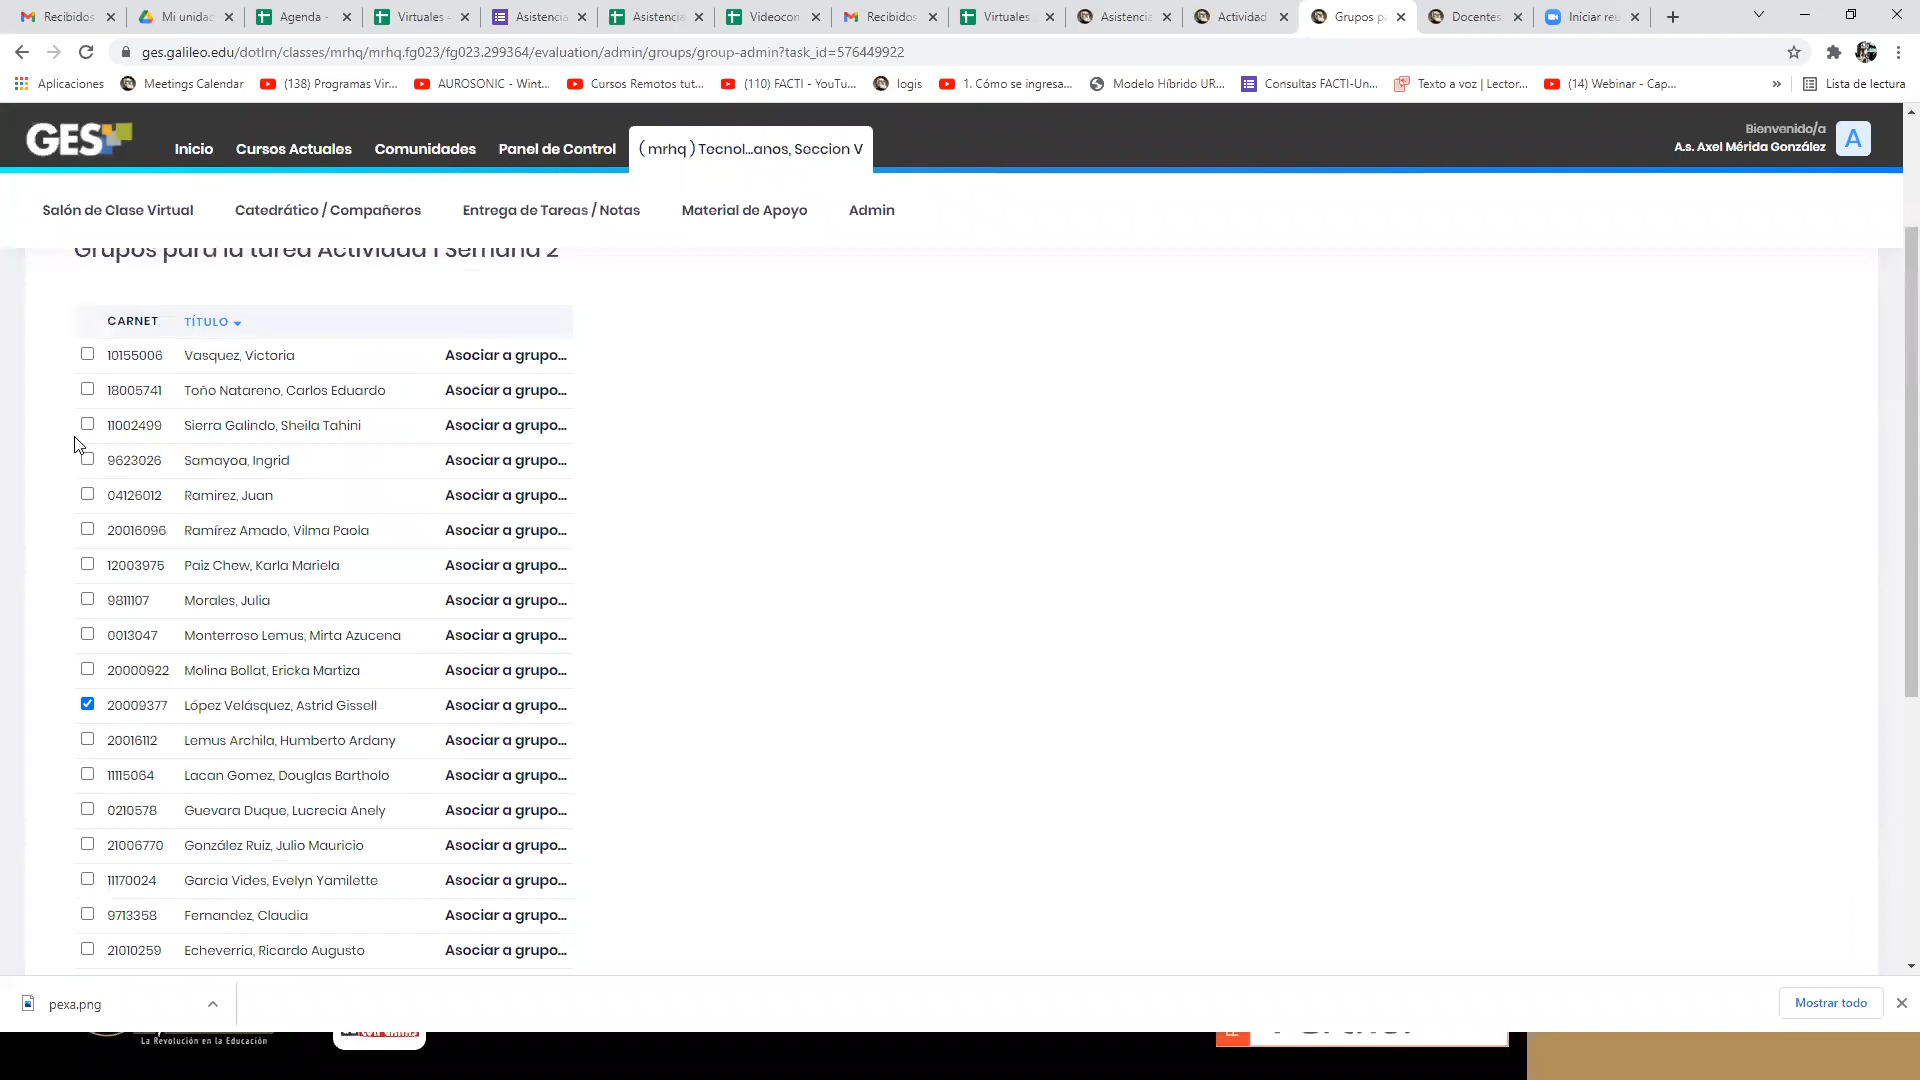 Recibidos
Mi unida
Agenda -
Virtuales -
Asistencia
Asistencia
Videocon
Recibidos
Virtuales
Asistencia
Actividad
Grupos pa
Docentes
Iniciar reu
ges.galileo.edu/dotlrn/classes/mrhq/mrhq.fg023/fg023.299364/evaluation/admin/groups/group-admin?task_id=576449922
Aplicaciones
Meetings Calendar
(138) Programas Vir...
AUROSONIC - Wint...
Cursos Remotos tut...
(110) FACTI - YouTu...
logis
1. Cómo se ingresa...
Modelo Híbrido UR...
Consultas FACTI-Un...
Texto a voz | Lector...
(14) Webinar - Cap...
»
Lista de lectura
GES
Inicio
Cursos Actuales
Comunidades
Panel de Control
( mrhq ) Tecnol...anos, Seccion V
Bienvenido/a
A.s. Axel Mérida González
A
Salón de Clase Virtual
Catedrático / Compañeros
Entrega de Tareas / Notas
Material de Apoyo
Admin
Grupos para la tarea Actividad 1 Semana 2
CARNET TÍTULO
10155006 Vasquez, Victoria Asociar a grupo...
18005741 Toño Natareno, Carlos Eduardo Asociar a grupo...
11002499 Sierra Galindo, Sheila Tahini Asociar a grupo...
9623026 Samayoa, Ingrid Asociar a grupo...
04126012 Ramirez, Juan Asociar a grupo...
20016096 Ramírez Amado, Vilma Paola Asociar a grupo...
12003975 Paiz Chew, Karla Mariela Asociar a grupo...
9811107 Morales, Julia Asociar a grupo...
0013047 Monterroso Lemus, Mirta Azucena Asociar a grupo...
20000922 Molina Bollat, Ericka Martiza Asociar a grupo...
20009377 López Velásquez, Astrid Gissell Asociar a grupo...
20016112 Lemus Archila, Humberto Ardany Asociar a grupo...
11115064 Lacan Gomez, Douglas Bartholo Asociar a grupo...
0210578 Guevara Duque, Lucrecia Anely Asociar a grupo...
21006770 González Ruiz, Julio Mauricio Asociar a grupo...
11170024 Garcia Vides, Evelyn Yamilette Asociar a grupo...
9713358 Fernandez, Claudia Asociar a grupo...
21010259 Echeverria, Ricardo Augusto Asociar a grupo...
pexa.png
Mostrar todo
La Revolución en la Educación